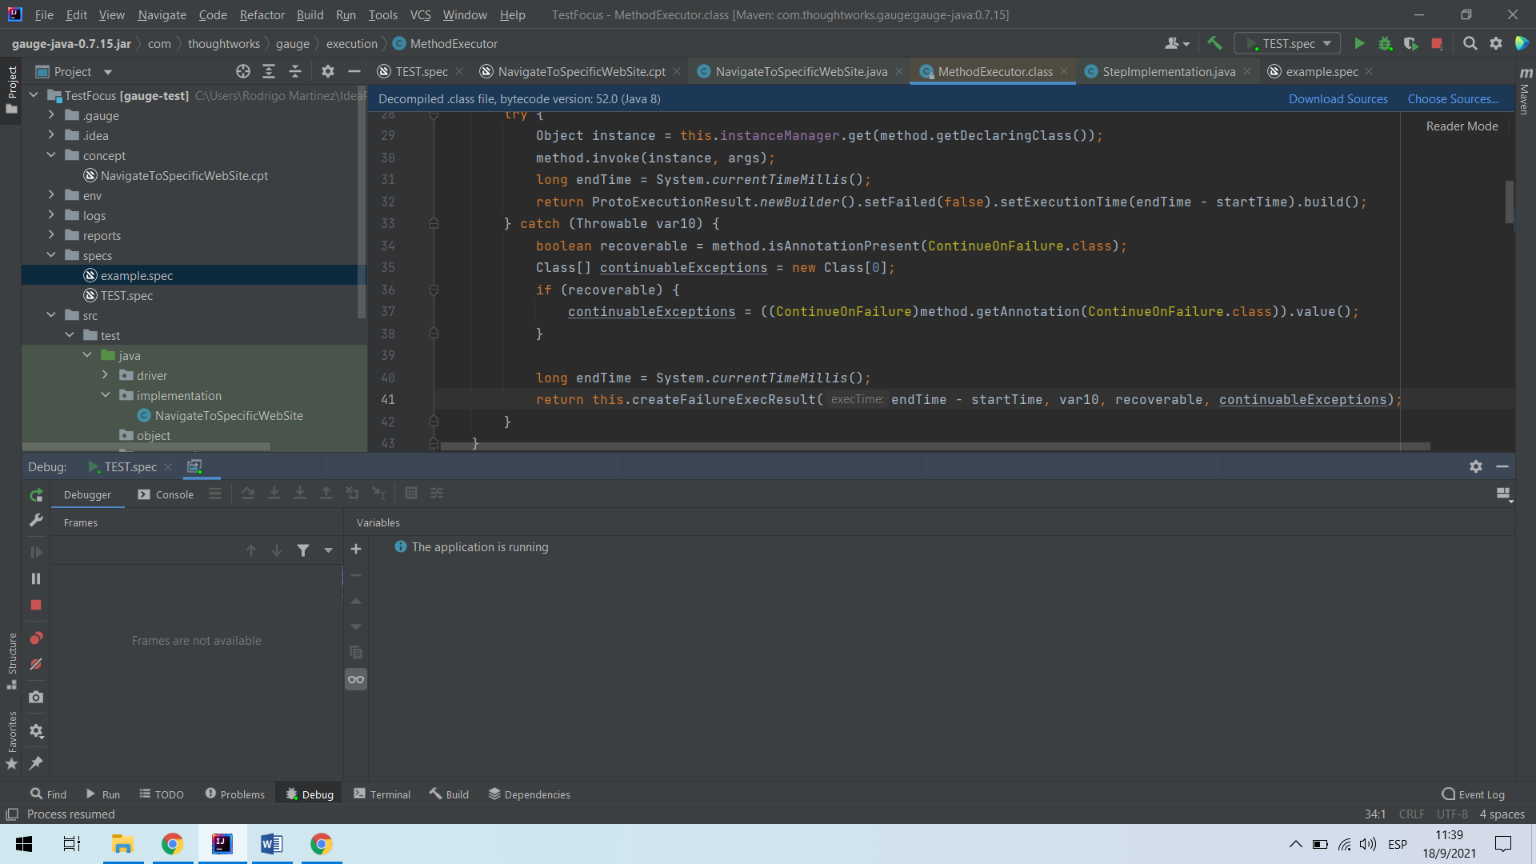 File Edit View Navigate Code Refactor Build Run Tools VCS Window Help TestFocus - MethodExecutor.class [Maven: com.thoughtworks.gauge:gauge-java:0.7.15]
gauge-java-0.7.15.jar com thoughtworks gauge execution MethodExecutor TEST.spec
Project TEST.spec NavigateToSpecificWebSite.cpt NavigateToSpecificWebSite.java MethodExecutor.class StepImplementation.java example.spec
Project
Maven
TestFocus [gauge-test] C:\Users\Rodrigo Martinez\IdeaP
Decompiled .class file, bytecode version: 52.0 (Java 8) Download Sources Choose Sources...
Reader Mode
.gauge
.idea
concept
NavigateToSpecificWebSite.cpt
env
logs
reports
specs
example.spec
TEST.spec
src
test
java
driver
implementation
NavigateToSpecificWebSite
object
28 try {
29 Object instance = this.instanceManager.get(method.getDeclaringClass());
30 method.invoke(instance, args);
31 long endTime = System.currentTimeMillis();
32 return ProtoExecutionResult.newBuilder().setFailed(false).setExecutionTime(endTime - startTime).build();
33 } catch (Throwable var10) {
34 boolean recoverable = method.isAnnotationPresent(ContinueOnFailure.class);
35 Class[] continuableExceptions = new Class[0];
36 if (recoverable) {
37 continuableExceptions = ((ContinueOnFailure)method.getAnnotation(ContinueOnFailure.class)).value();
38 }
39
40 long endTime = System.currentTimeMillis();
41 return this.createFailureExecResult( execTime: endTime - startTime, var10, recoverable, continuableExceptions);
42 }
43 }
Debug: TEST.spec
Debugger Console
Frames Variables
The application is running
Frames are not available
Structure
Favorites
Find Run TODO Problems Debug Terminal Build Dependencies Event Log
Process resumed 34:1 CRLF UTF-8 4 spaces
ESP
11:39
18/9/2021